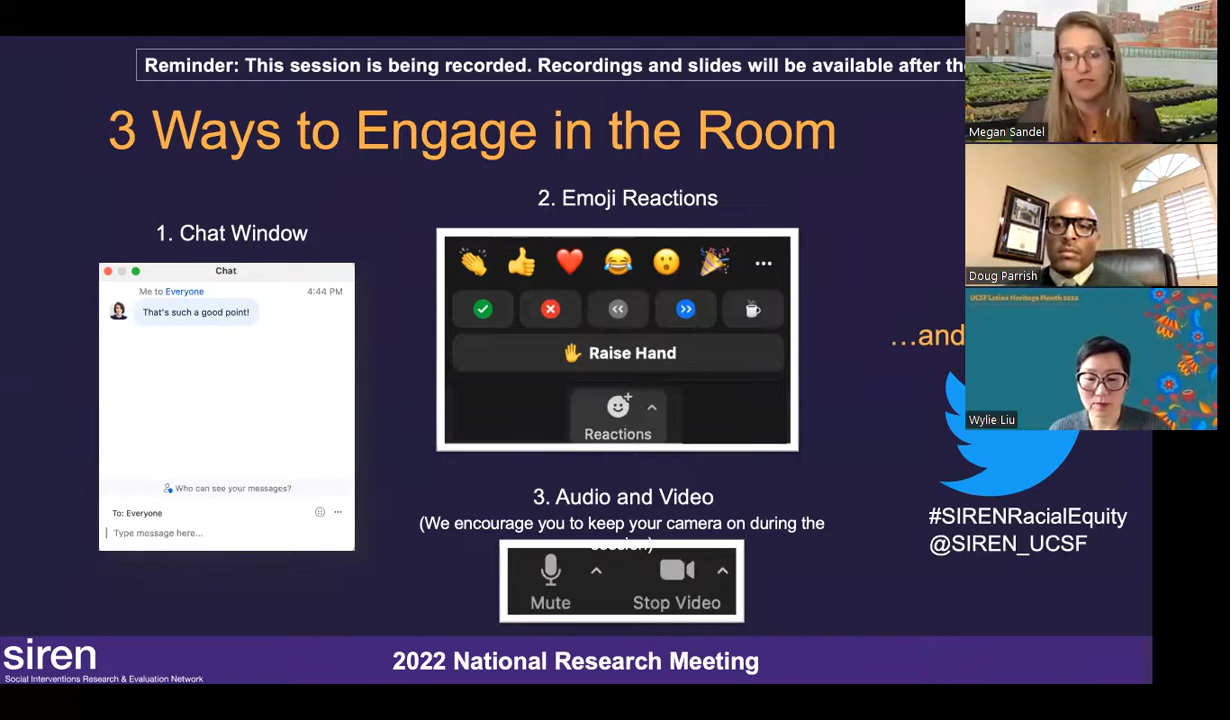 Reminder: This session is being recorded. Recordings and slides will be available after the
3 Ways to Engage in the Room
1. Chat Window
Chat
Me to Everyone 4:44 PM
That's such a good point!
Who can see your messages?
To: Everyone
Type message here...
2. Emoji Reactions
Raise Hand
Reactions
3. Audio and Video
(We encourage you to keep your camera on during the
session)
Mute Stop Video
…and
#SIRENRacialEquity
@SIREN_UCSF
Megan Sandel
Doug Parrish
UCSF Latinx Heritage Month 2022
Wylie Liu
siren
Social Interventions Research & Evaluation Network
2022 National Research Meeting